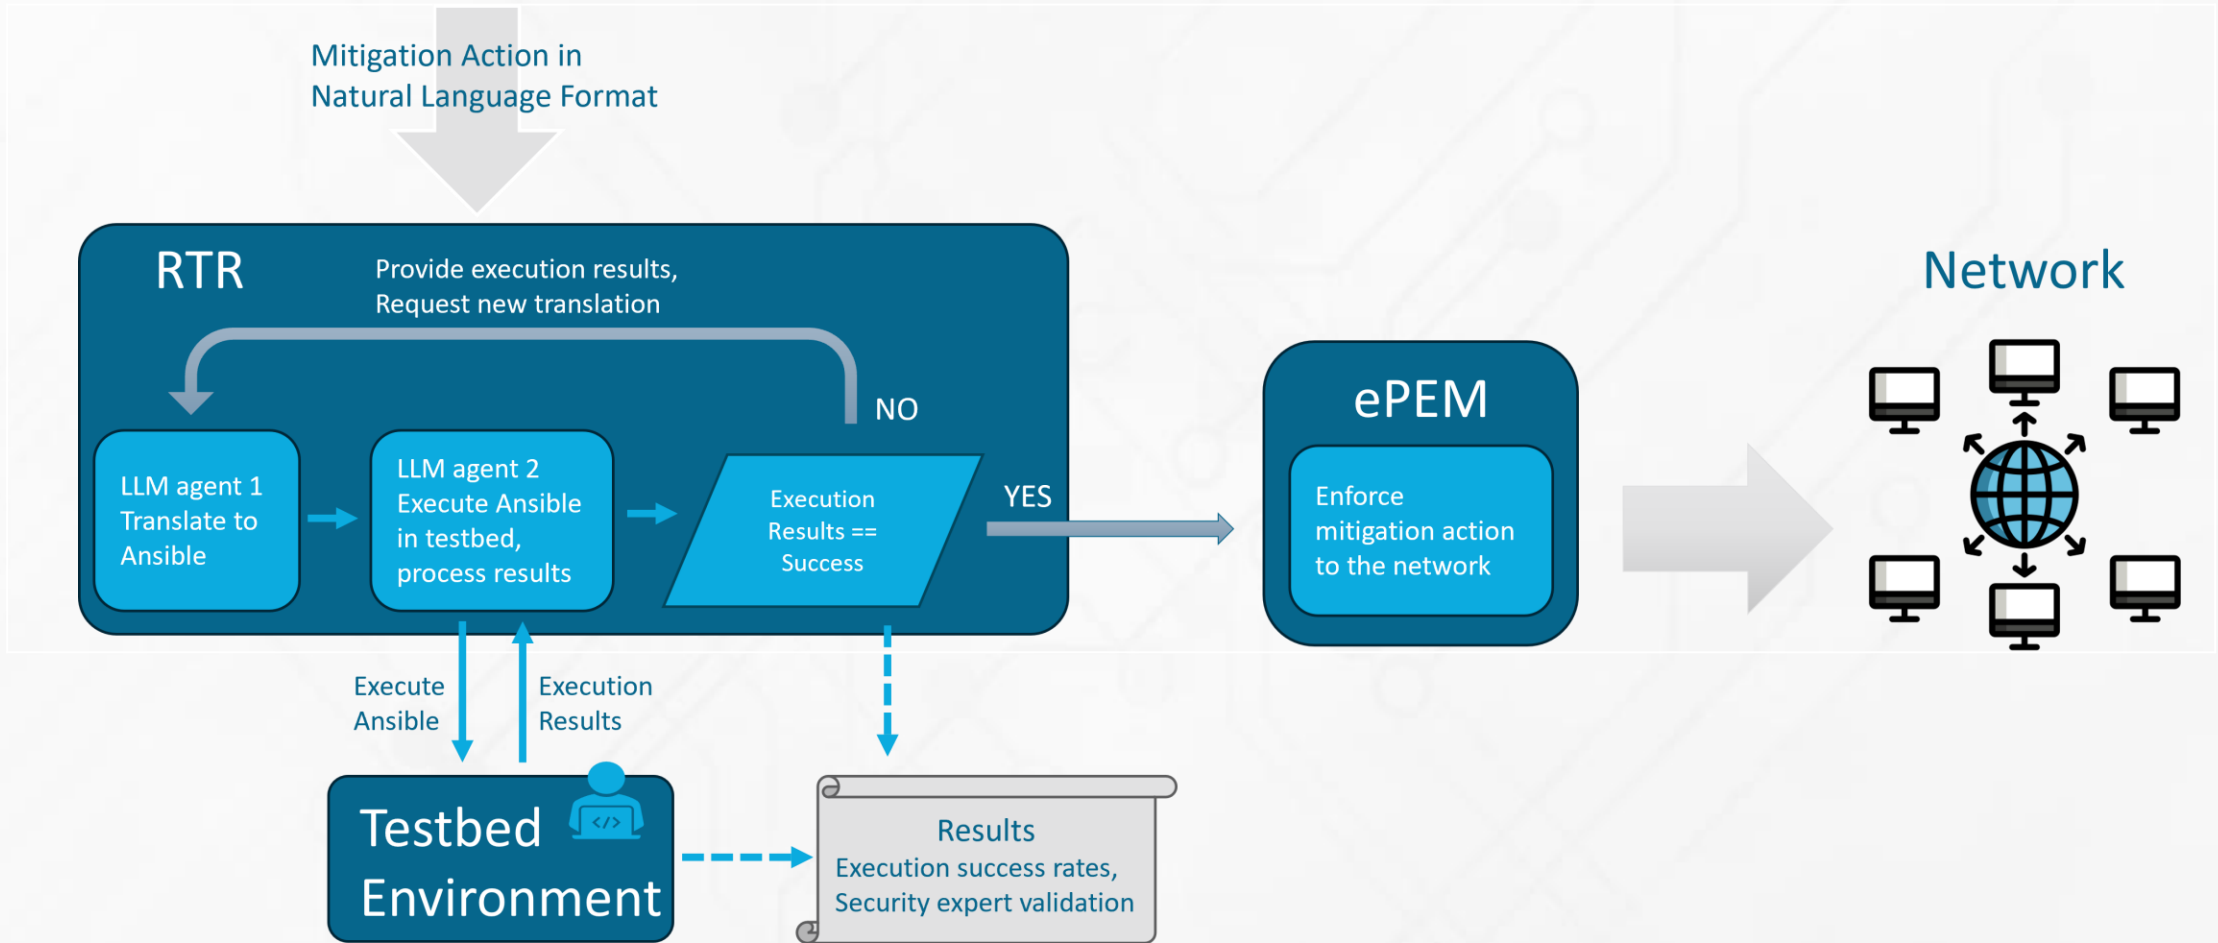 Mitigation Action in
Natural Language Format
RTR
Provide execution results,
Request new translation
NO
LLM agent 1
Translate to
Ansible
LLM agent 2
Execute Ansible
in testbed,
process results
Execution
Results ==
Success
YES
ePEM
Enforce
mitigation action
to the network
Network
Execute
Ansible
Execution
Results
Testbed
Environment
</>
Results
Execution success rates,
Security expert validation